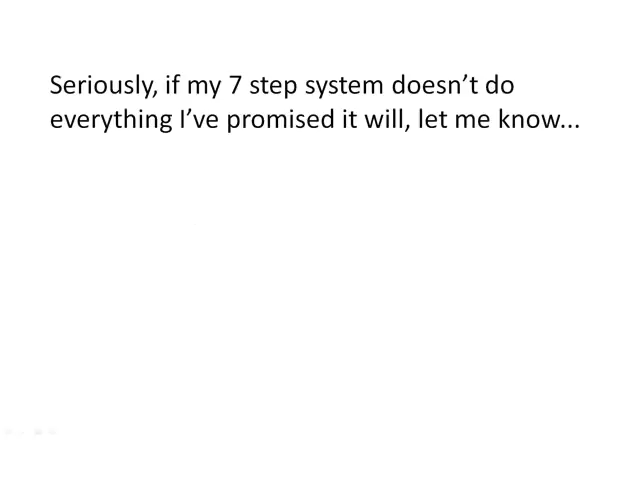 Seriously, if my 7 step system doesn’t do
everything I’ve promised it will, let me know...